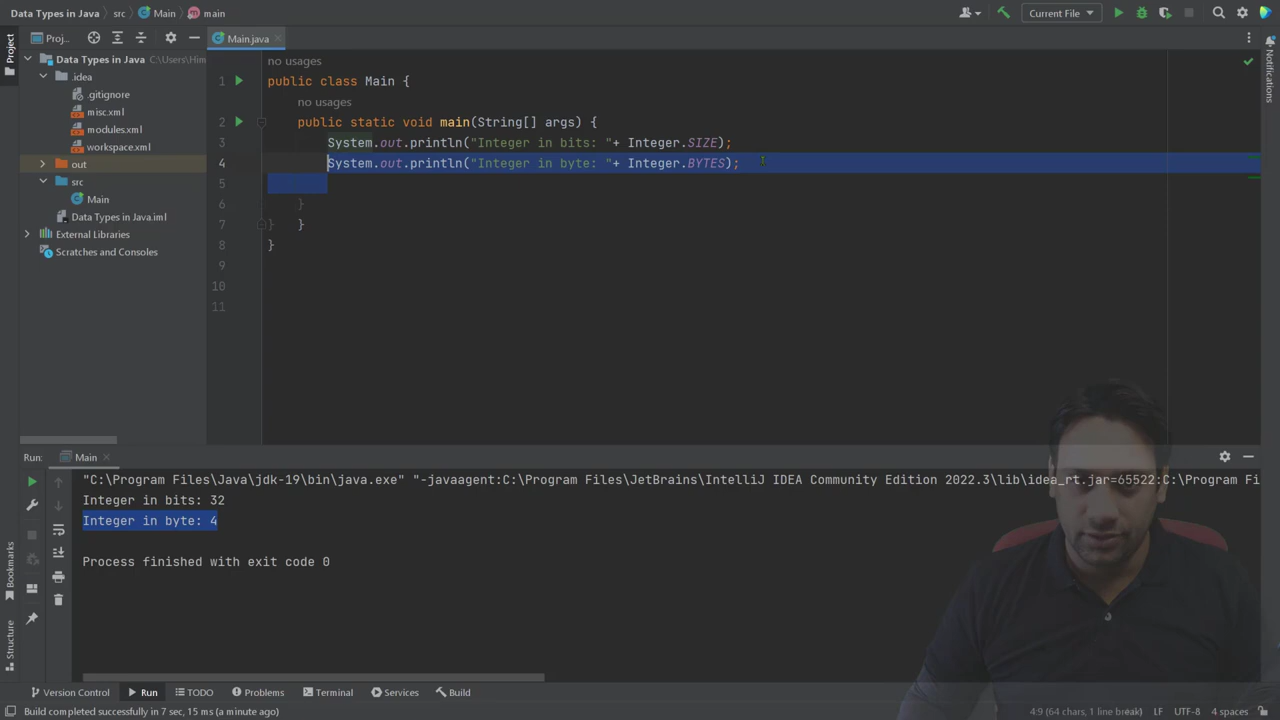 Data Types in Java
src
Main
main
Current File
Proj...
Main.java
Project
Notifications
Data Types in Java C:\Users\Him
.idea
.gitignore
misc.xml
modules.xml
workspace.xml
out
src
Main
Data Types in Java.iml
External Libraries
Scratches and Consoles
no usages
1 public class Main {
no usages
2 public static void main(String[] args) {
3 System.out.println("Integer in bits: "+ Integer.SIZE);
4 System.out.println("Integer in byte: "+ Integer.BYTES);
5
6 }
7 } }
8 }
9
10
11
Run: Main
"C:\Program Files\Java\jdk-19\bin\java.exe" "-javaagent:C:\Program Files\JetBrains\IntelliJ IDEA Community Edition 2022.3\lib\idea_rt.jar=65522:C:\Program Fi
Integer in bits: 32
Integer in byte: 4
Process finished with exit code 0
Bookmarks
Structure
Version Control
Run
TODO
Problems
Terminal
Services
Build
Build completed successfully in 7 sec, 15 ms (a minute ago)
4:9 (64 chars, 1 line break)
LF
UTF-8
4 spaces